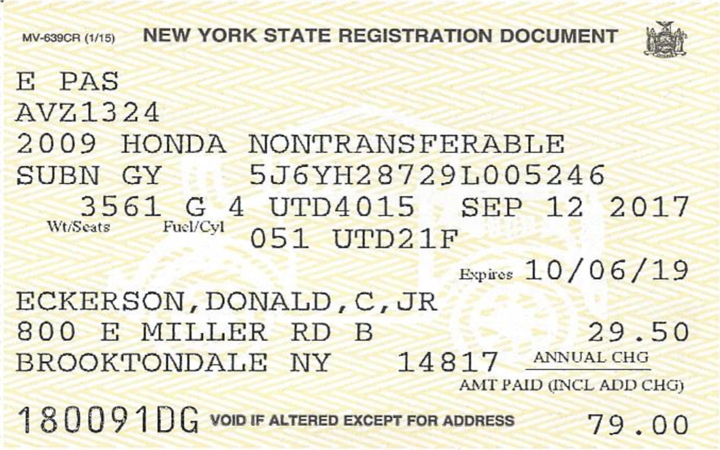 MV-639CR (1/15) NEW YORK STATE REGISTRATION DOCUMENT
E PAS
AVZ1324
2009 HONDA NONTRANSFERABLE
SUBN GY 5J6YH28729L005246
3561 G 4 UTD4015 SEP 12 2017
Wt/Seats Fuel/Cyl 051 UTD21F
Expires 10/06/19
ECKERSON,DONALD,C,JR
800 E MILLER RD B 29.50
BROOKTONDALE NY 14817 ANNUAL CHG
AMT PAID (INCL ADD CHG)
180091DG VOID IF ALTERED EXCEPT FOR ADDRESS 79.00